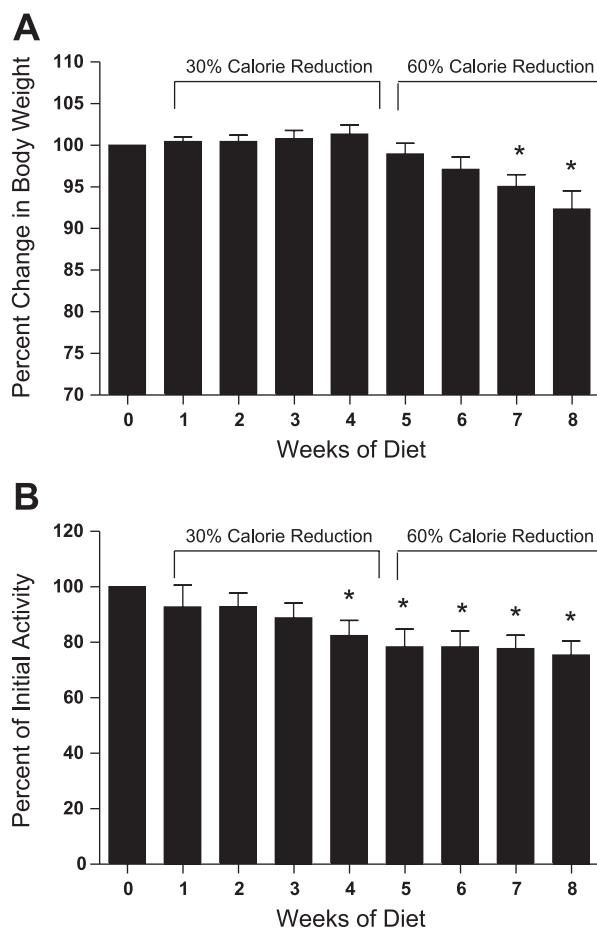 A
30% Calorie Reduction
60% Calorie Reduction
Percent Change in Body Weight
110
105
100
95
90
85
80
75
70
*
*
0 1 2 3 4 5 6 7 8
Weeks of Diet
B
30% Calorie Reduction
60% Calorie Reduction
Percent of Initial Activity
120
100
80
60
40
20
0
* * * * *
0 1 2 3 4 5 6 7 8
Weeks of Diet